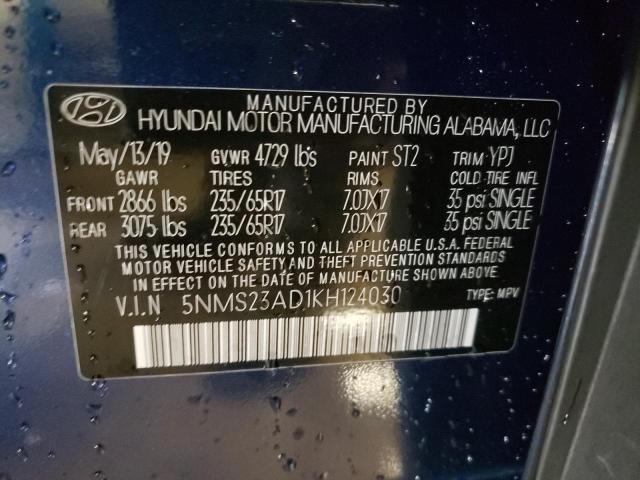 MANUFACTURED BY
HYUNDAI MOTOR MANUFACTURING ALABAMA, LLC
May/13/19 GVWR 4729 lbs PAINT ST2 TRIM YPJ
GAWR TIRES RIMS COLD TIRE INFL
FRONT 2866 lbs 235/65R17 7.0JX17 35 psi SINGLE
REAR 3075 lbs 235/65R17 7.0JX17 35 psi SINGLE
THIS VEHICLE CONFORMS TO ALL APPLICABLE U.S.A. FEDERAL
MOTOR VEHICLE SAFETY AND THEFT PREVENTION STANDARDS
IN EFFECT ON THE DATE OF MANUFACTURE SHOWN ABOVE.
V.I.N 5NMS23AD1KH124030 TYPE: MPV